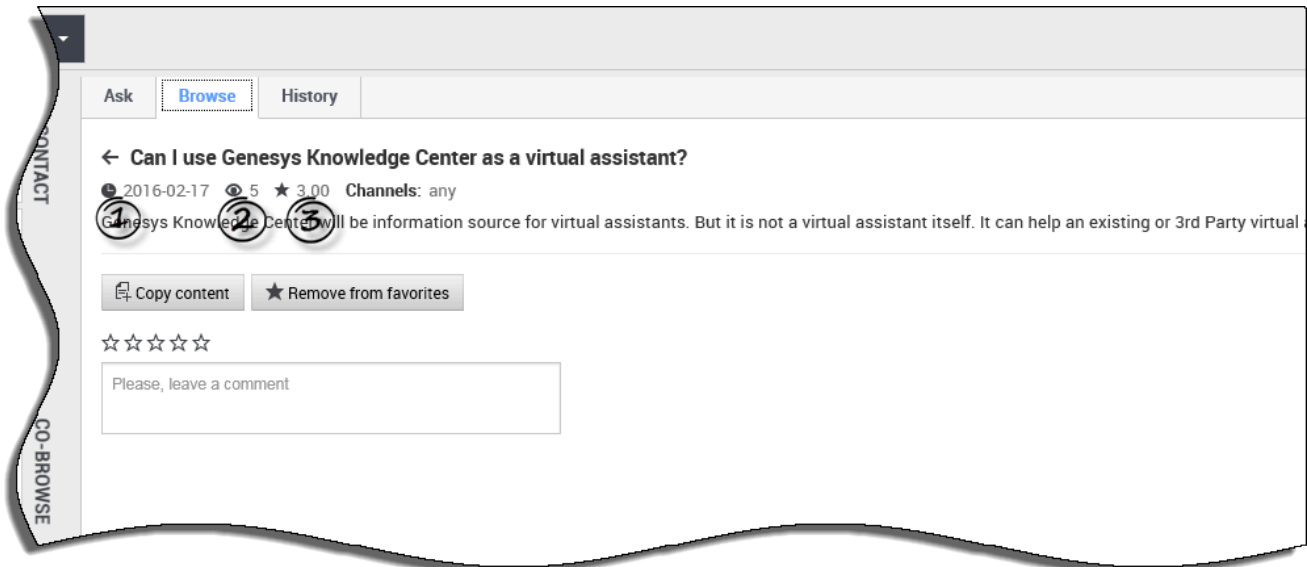 Ask Browse History
CONTACT
← Can I use Genesys Knowledge Center as a virtual assistant?
2016-02-17 5 ★ 3.00 Channels: any
1 2 3
Genesys Knowledge Center will be information source for virtual assistants. But it is not a virtual assistant itself. It can help an existing or 3rd Party virtual
Copy content ★ Remove from favorites
☆☆☆☆☆
Please, leave a comment
CO-BROWSE